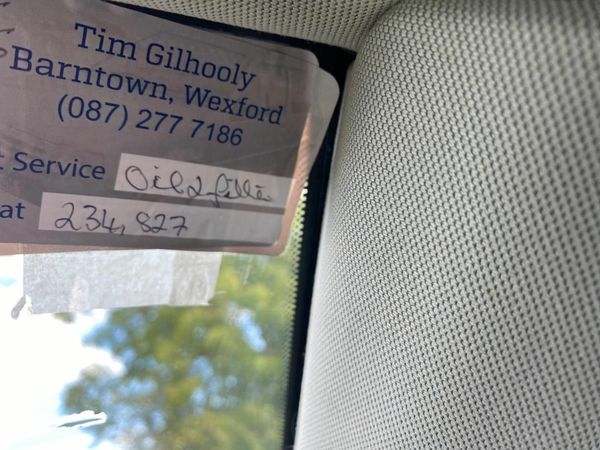 Tim Gilhooly
Barntown, Wexford
(087) 277 7186
t Service Oil & filter
at 234,827